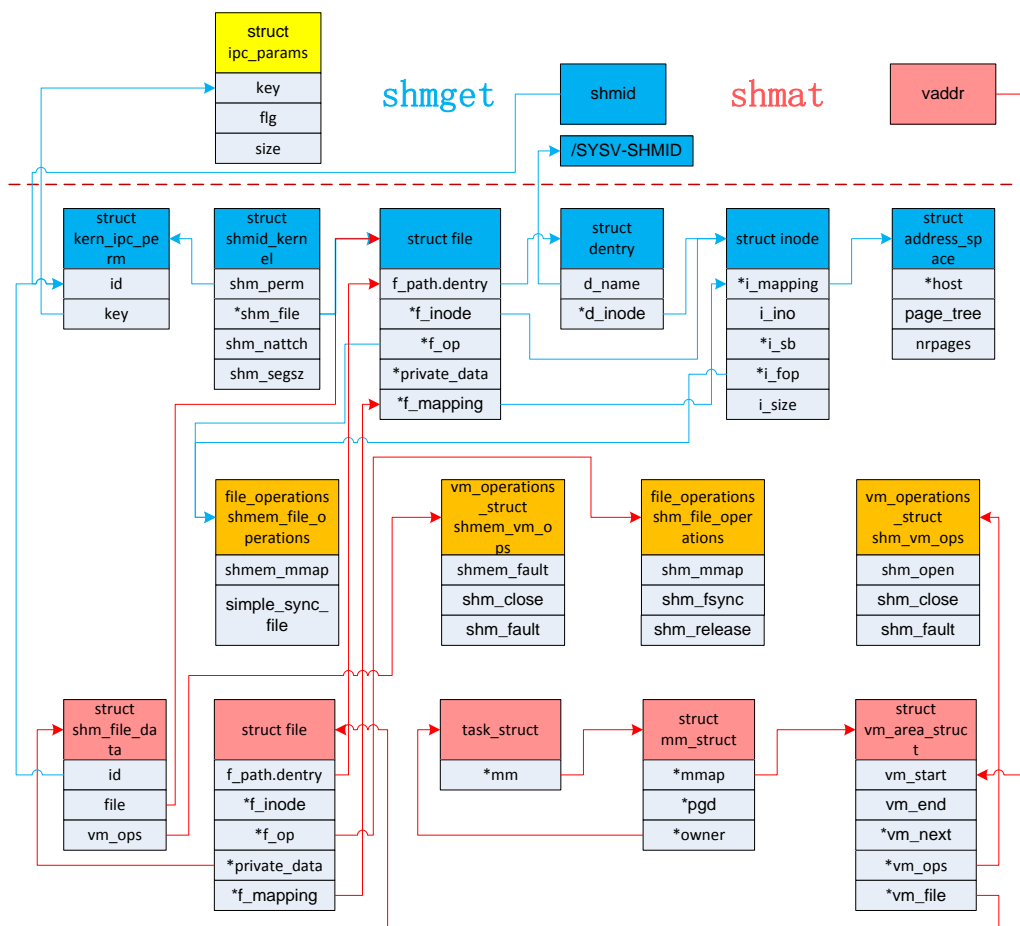 struct
ipc_params
key
flg
size
shmget
shmid
/SYSV-SHMID
shmat
vaddr
struct
kern_ipc_pe
rm
id
key
struct
shmid_kern
el
shm_perm
*shm_file
shm_nattch
shm_segsz
struct file
f_path.dentry
*f_inode
*f_op
*private_data
*f_mapping
struct
dentry
d_name
*d_inode
struct inode
*i_mapping
i_ino
*i_sb
*i_fop
i_size
struct
address_sp
ace
*host
page_tree
nrpages
file_operations
shmem_file_o
perations
shmem_mmap
simple_sync_
file
vm_operations
_struct
shmem_vm_o
ps
shmem_fault
shm_close
shm_fault
file_operations
shm_file_oper
ations
shm_mmap
shm_fsync
shm_release
vm_operations
_struct
shm_vm_ops
shm_open
shm_close
shm_fault
struct
shm_file_da
ta
id
file
vm_ops
struct file
f_path.dentry
*f_inode
*f_op
*private_data
*f_mapping
task_struct
*mm
struct
mm_struct
*mmap
*pgd
*owner
struct
vm_area_struc
t
vm_start
vm_end
*vm_next
*vm_ops
*vm_file